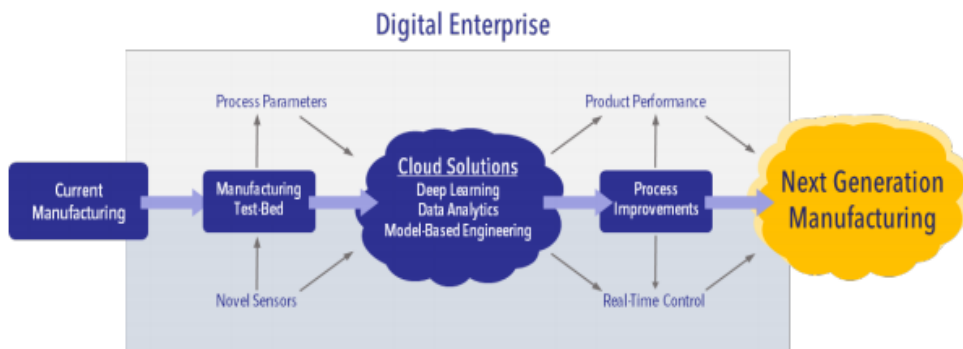 Digital Enterprise
Process Parameters
Product Performance
Current
Manufacturing
Manufacturing
Test-Bed
Cloud Solutions
Deep Learning
Data Analytics
Model-Based Engineering
Process
Improvements
Next Generation
Manufacturing
Novel Sensors
Real-Time Control